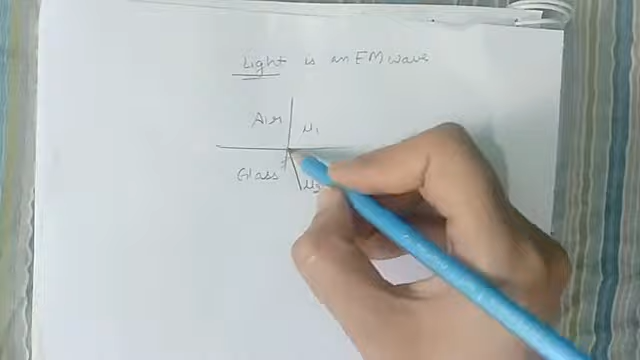 Light is an EM wave
Air μ₁
Glass μ₂